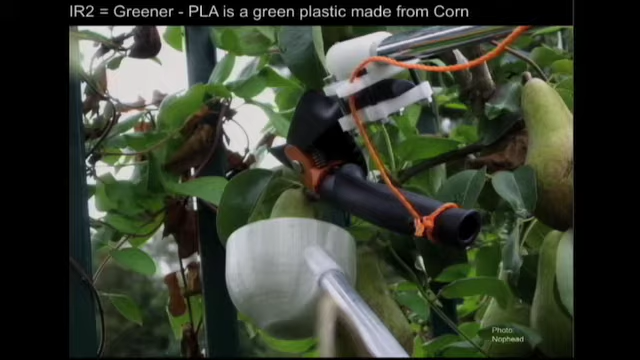 IR2 = Greener - PLA is a green plastic made from Corn
Photo:
Nophead